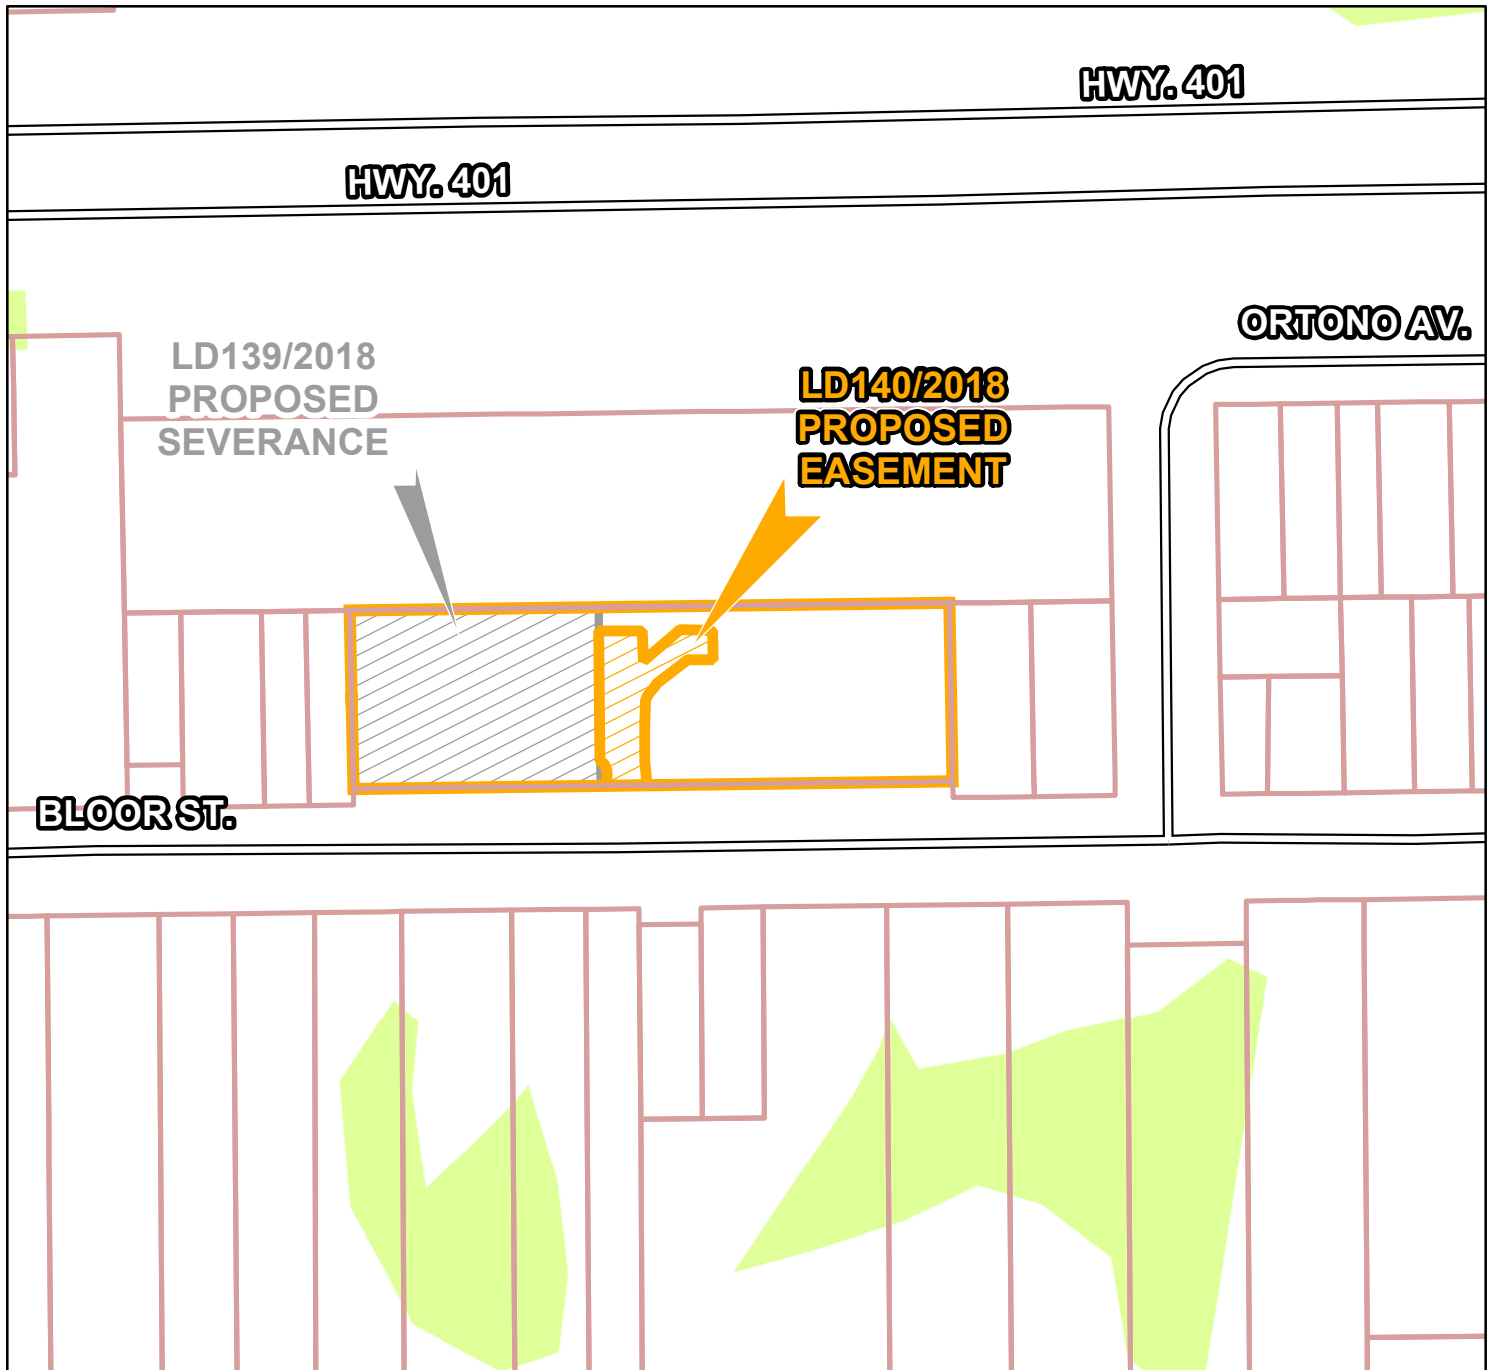 HWY. 401
HWY. 401
ORTONO AV.
LD139/2018
PROPOSED
SEVERANCE
LD140/2018
PROPOSED
EASEMENT
BLOOR ST.